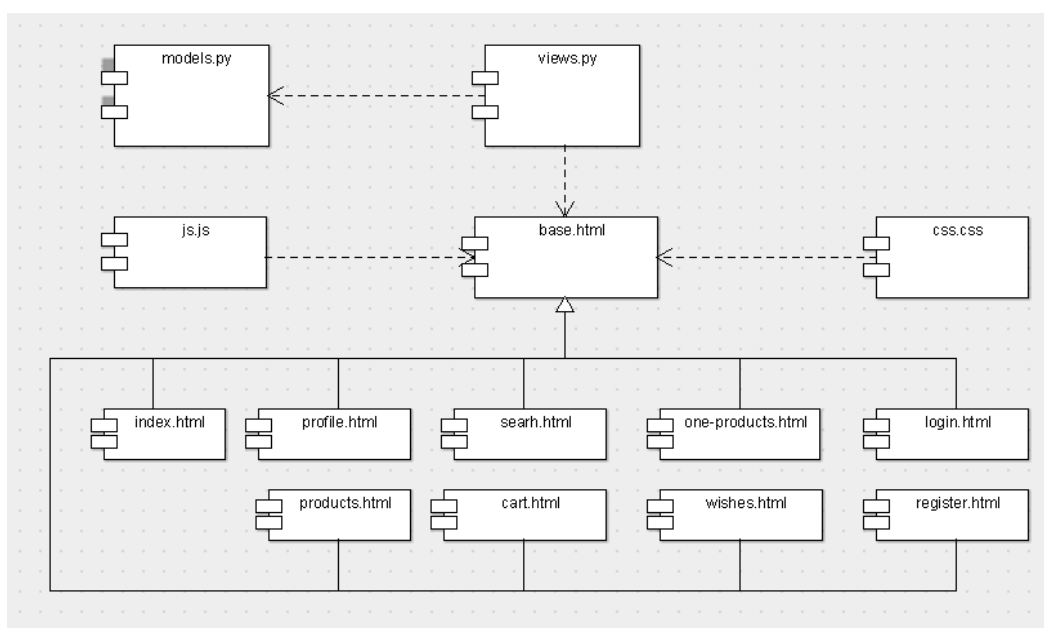 models.py
views.py
js.js
base.html
css.css
index.html
profile.html
searh.html
one-products.html
login.html
products.html
cart.html
wishes.html
register.html